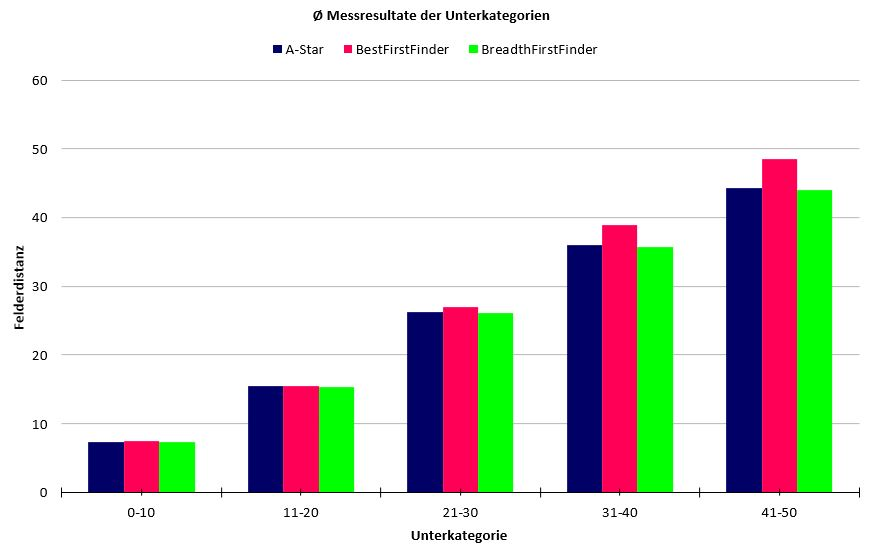 Ø Messresultate der Unterkategorien
A-Star BestFirstFinder BreadthFirstFinder
60
50
40
30
20
10
0
Felderdistanz
0-10 11-20 21-30 31-40 41-50
Unterkategorie